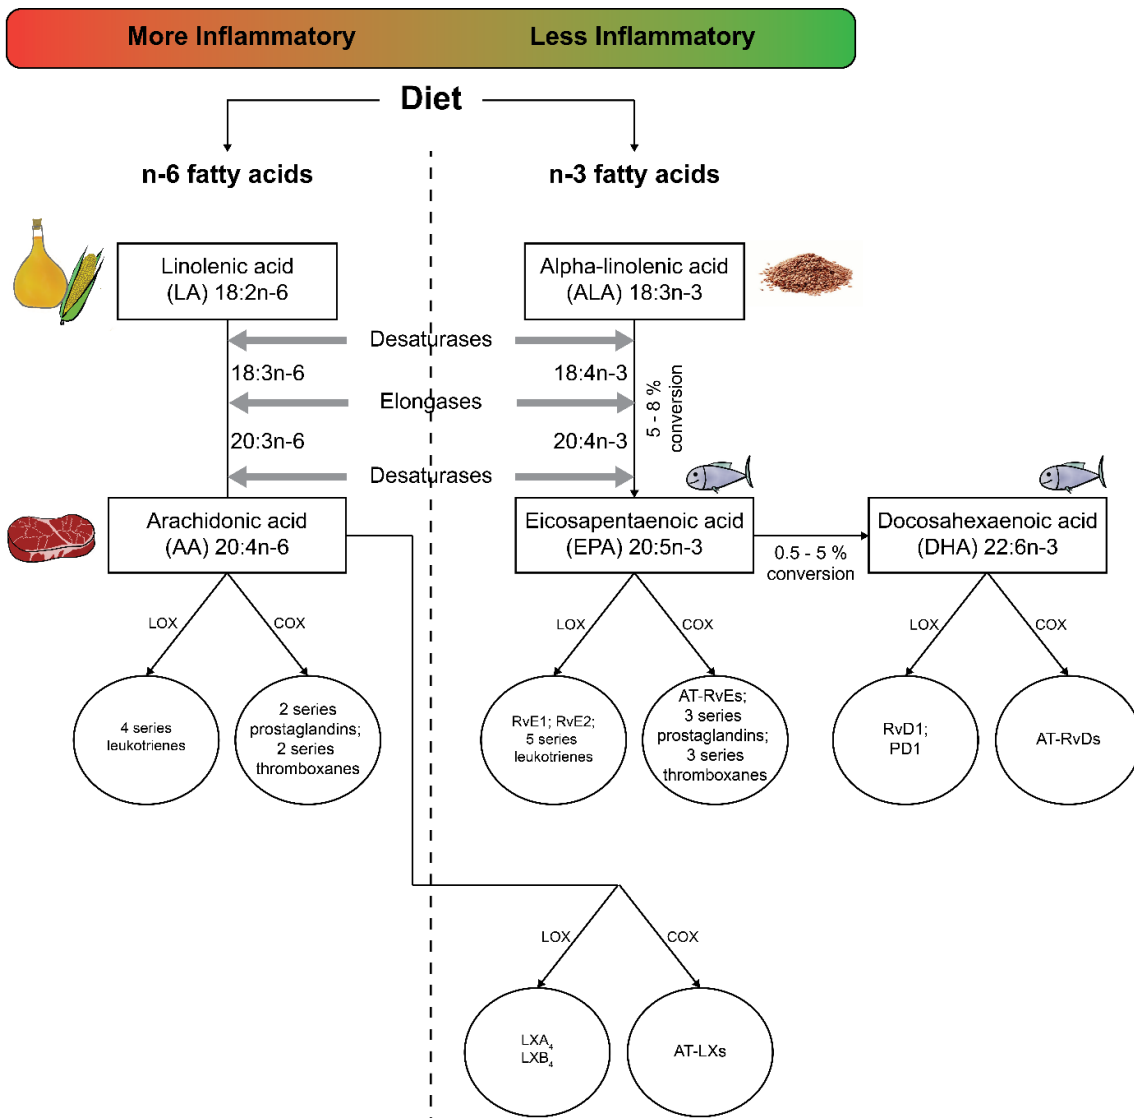 More Inflammatory
Less Inflammatory
Diet
n-6 fatty acids
n-3 fatty acids
Linolenic acid
(LA) 18:2n-6
Alpha-linolenic acid
(ALA) 18:3n-3
Desaturases
18:3n-6
18:4n-3
Elongases
5 - 8 %
conversion
20:3n-6
20:4n-3
Desaturases
Arachidonic acid
(AA) 20:4n-6
Eicosapentaenoic acid
(EPA) 20:5n-3
0.5 - 5 %
conversion
Docosahexaenoic acid
(DHA) 22:6n-3
LOX
COX
LOX
COX
LOX
COX
4 series
leukotrienes
2 series
prostaglandins;
2 series
thromboxanes
RvE1; RvE2;
5 series
leukotrienes
AT-RvEs;
3 series
prostaglandins;
3 series
thromboxanes
RvD1;
PD1
AT-RvDs
LOX
COX
LXA₄
LXB₄
AT-LXs